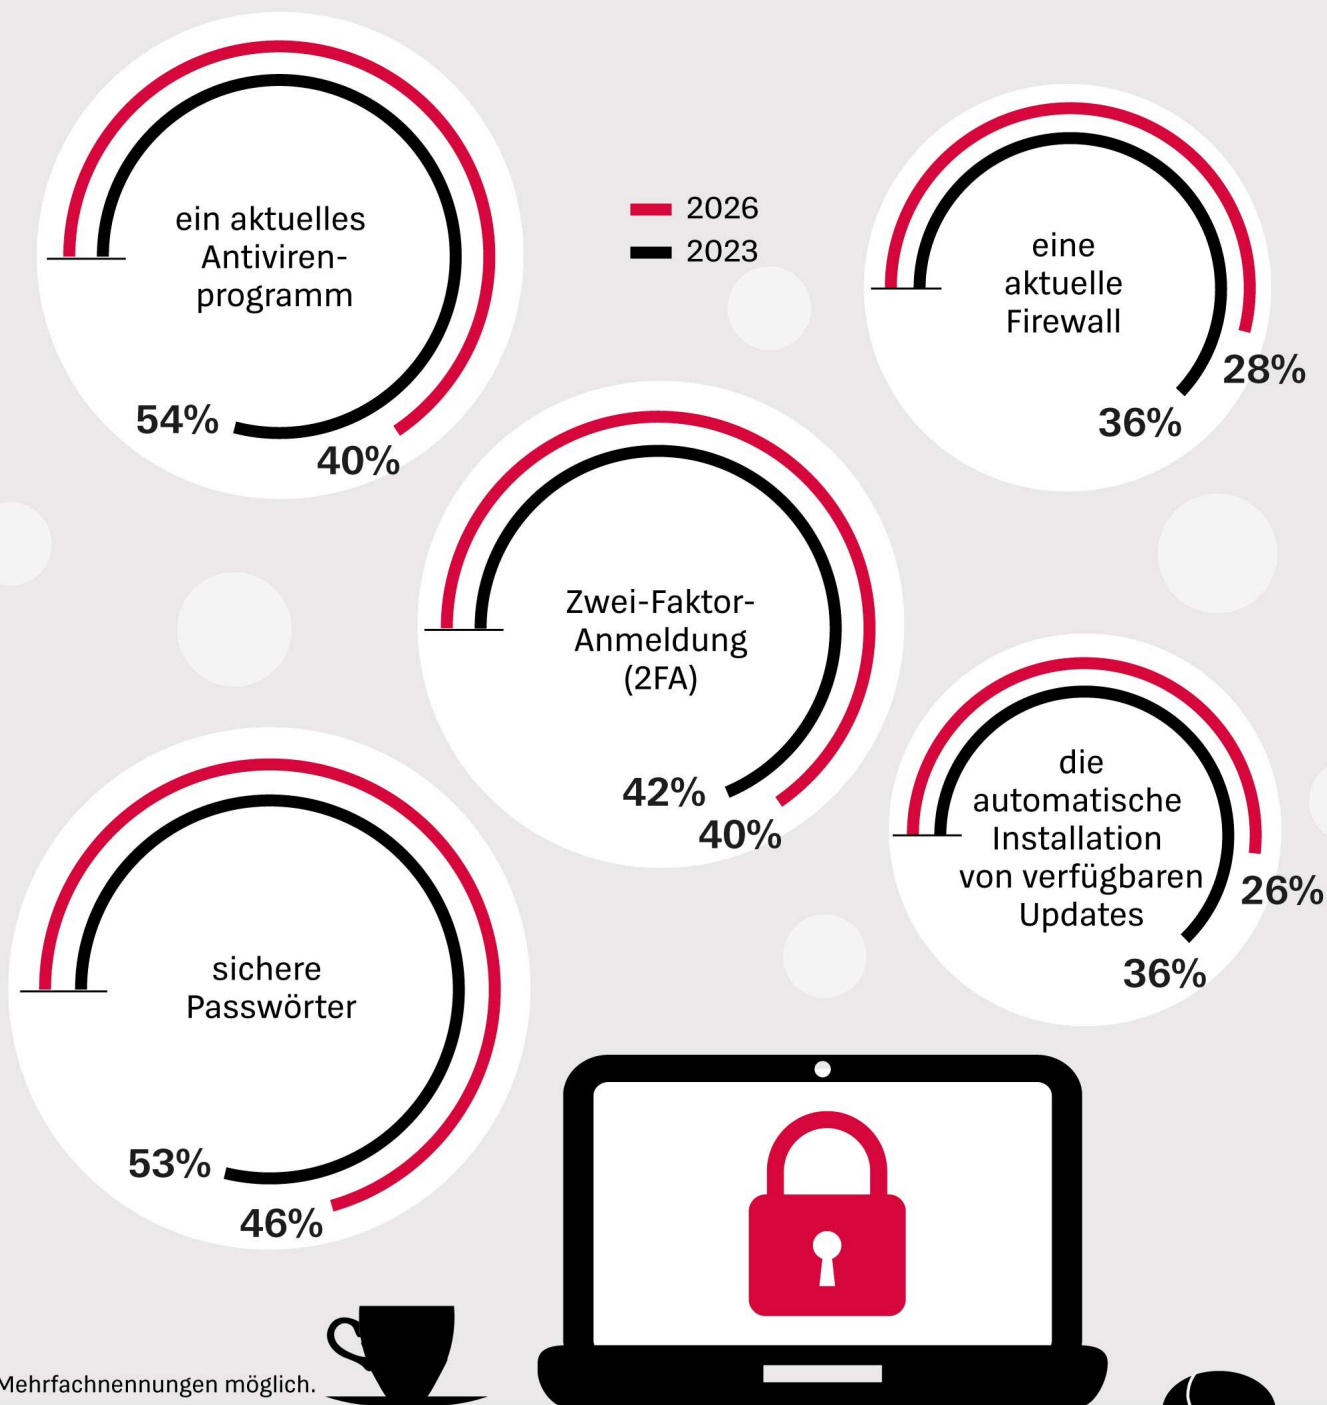 ein aktuelles
Antiviren-
programm
54%
40%
2026
2023
eine
aktuelle
Firewall
28%
36%
Zwei-Faktor-
Anmeldung
(2FA)
42%
40%
die
automatische
Installation
von verfügbaren
Updates
26%
36%
sichere
Passwörter
53%
46%
Mehrfachnennungen möglich.